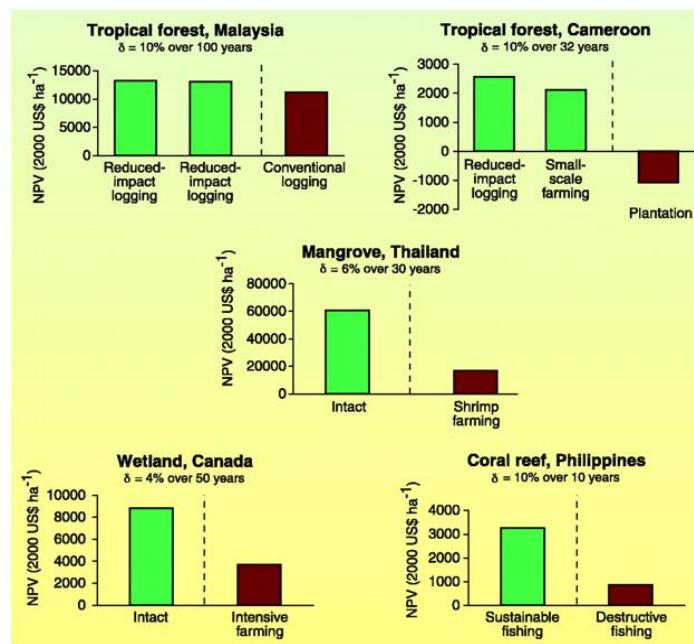 Tropical forest, Malaysia
δ = 10% over 100 years
NPV (2000 US$ ha⁻¹)
15000
10000
5000
0
Reduced-
impact
logging
Reduced-
impact
logging
Conventional
logging
Tropical forest, Cameroon
δ = 10% over 32 years
NPV (2000 US$ ha⁻¹)
3000
2000
1000
0
-1000
-2000
Reduced-
impact logging
Small-
scale
farming
Plantation
Mangrove, Thailand
δ = 6% over 30 years
NPV (2000 US$ ha⁻¹)
80000
60000
40000
20000
0
Intact
Shrimp
farming
Wetland, Canada
δ = 4% over 50 years
NPV (2000 US$ ha⁻¹)
10000
8000
6000
4000
2000
0
Intact
Intensive
farming
Coral reef, Philippines
δ = 10% over 10 years
NPV (2000 US$ ha⁻¹)
4000
3000
2000
1000
0
Sustainable
fishing
Destructive
fishing